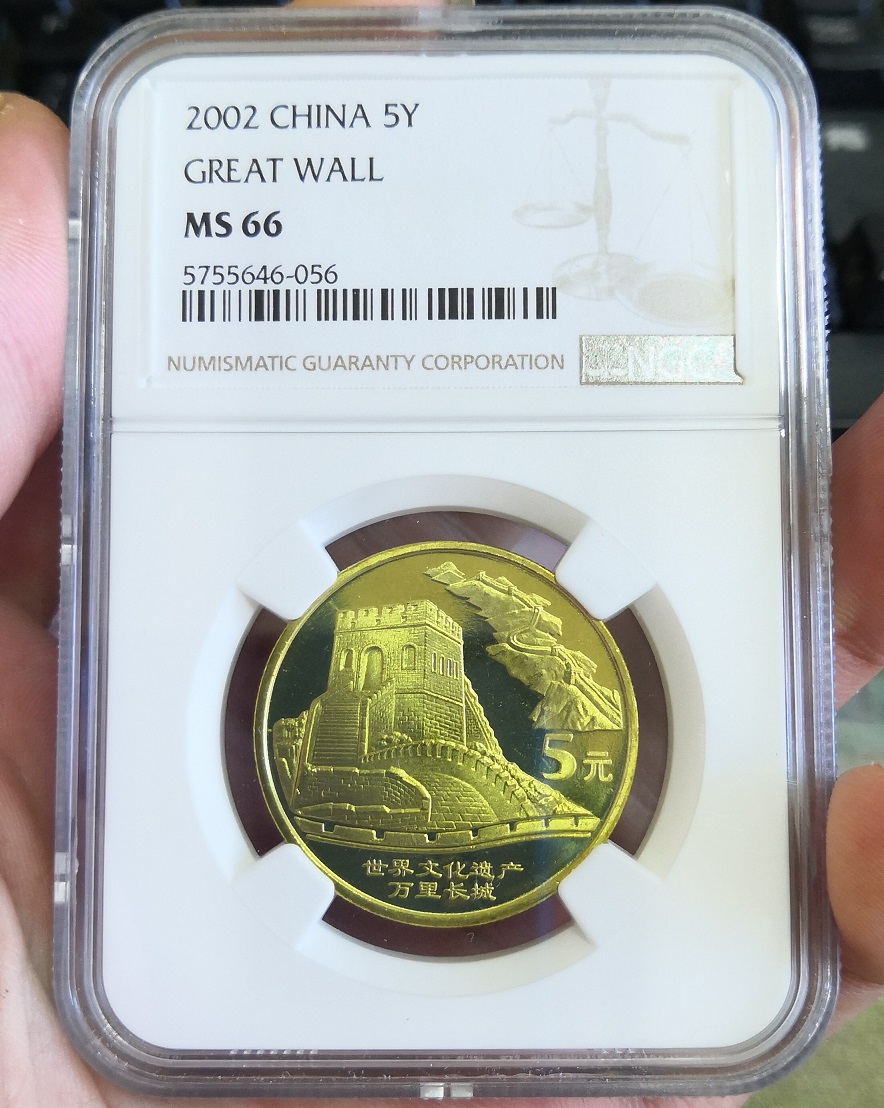 2002 CHINA 5Y
GREAT WALL
MS 66
5755646-056
NUMISMATIC GUARANTY CORPORATION
NGC
5元
世界文化遗产
万里长城